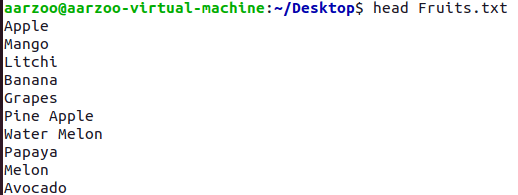 aarzoo@aarzoo-virtual-machine:~/Desktop$ head Fruits.txt
Apple
Mango
Litchi
Banana
Grapes
Pine Apple
Water Melon
Papaya
Melon
Avocado